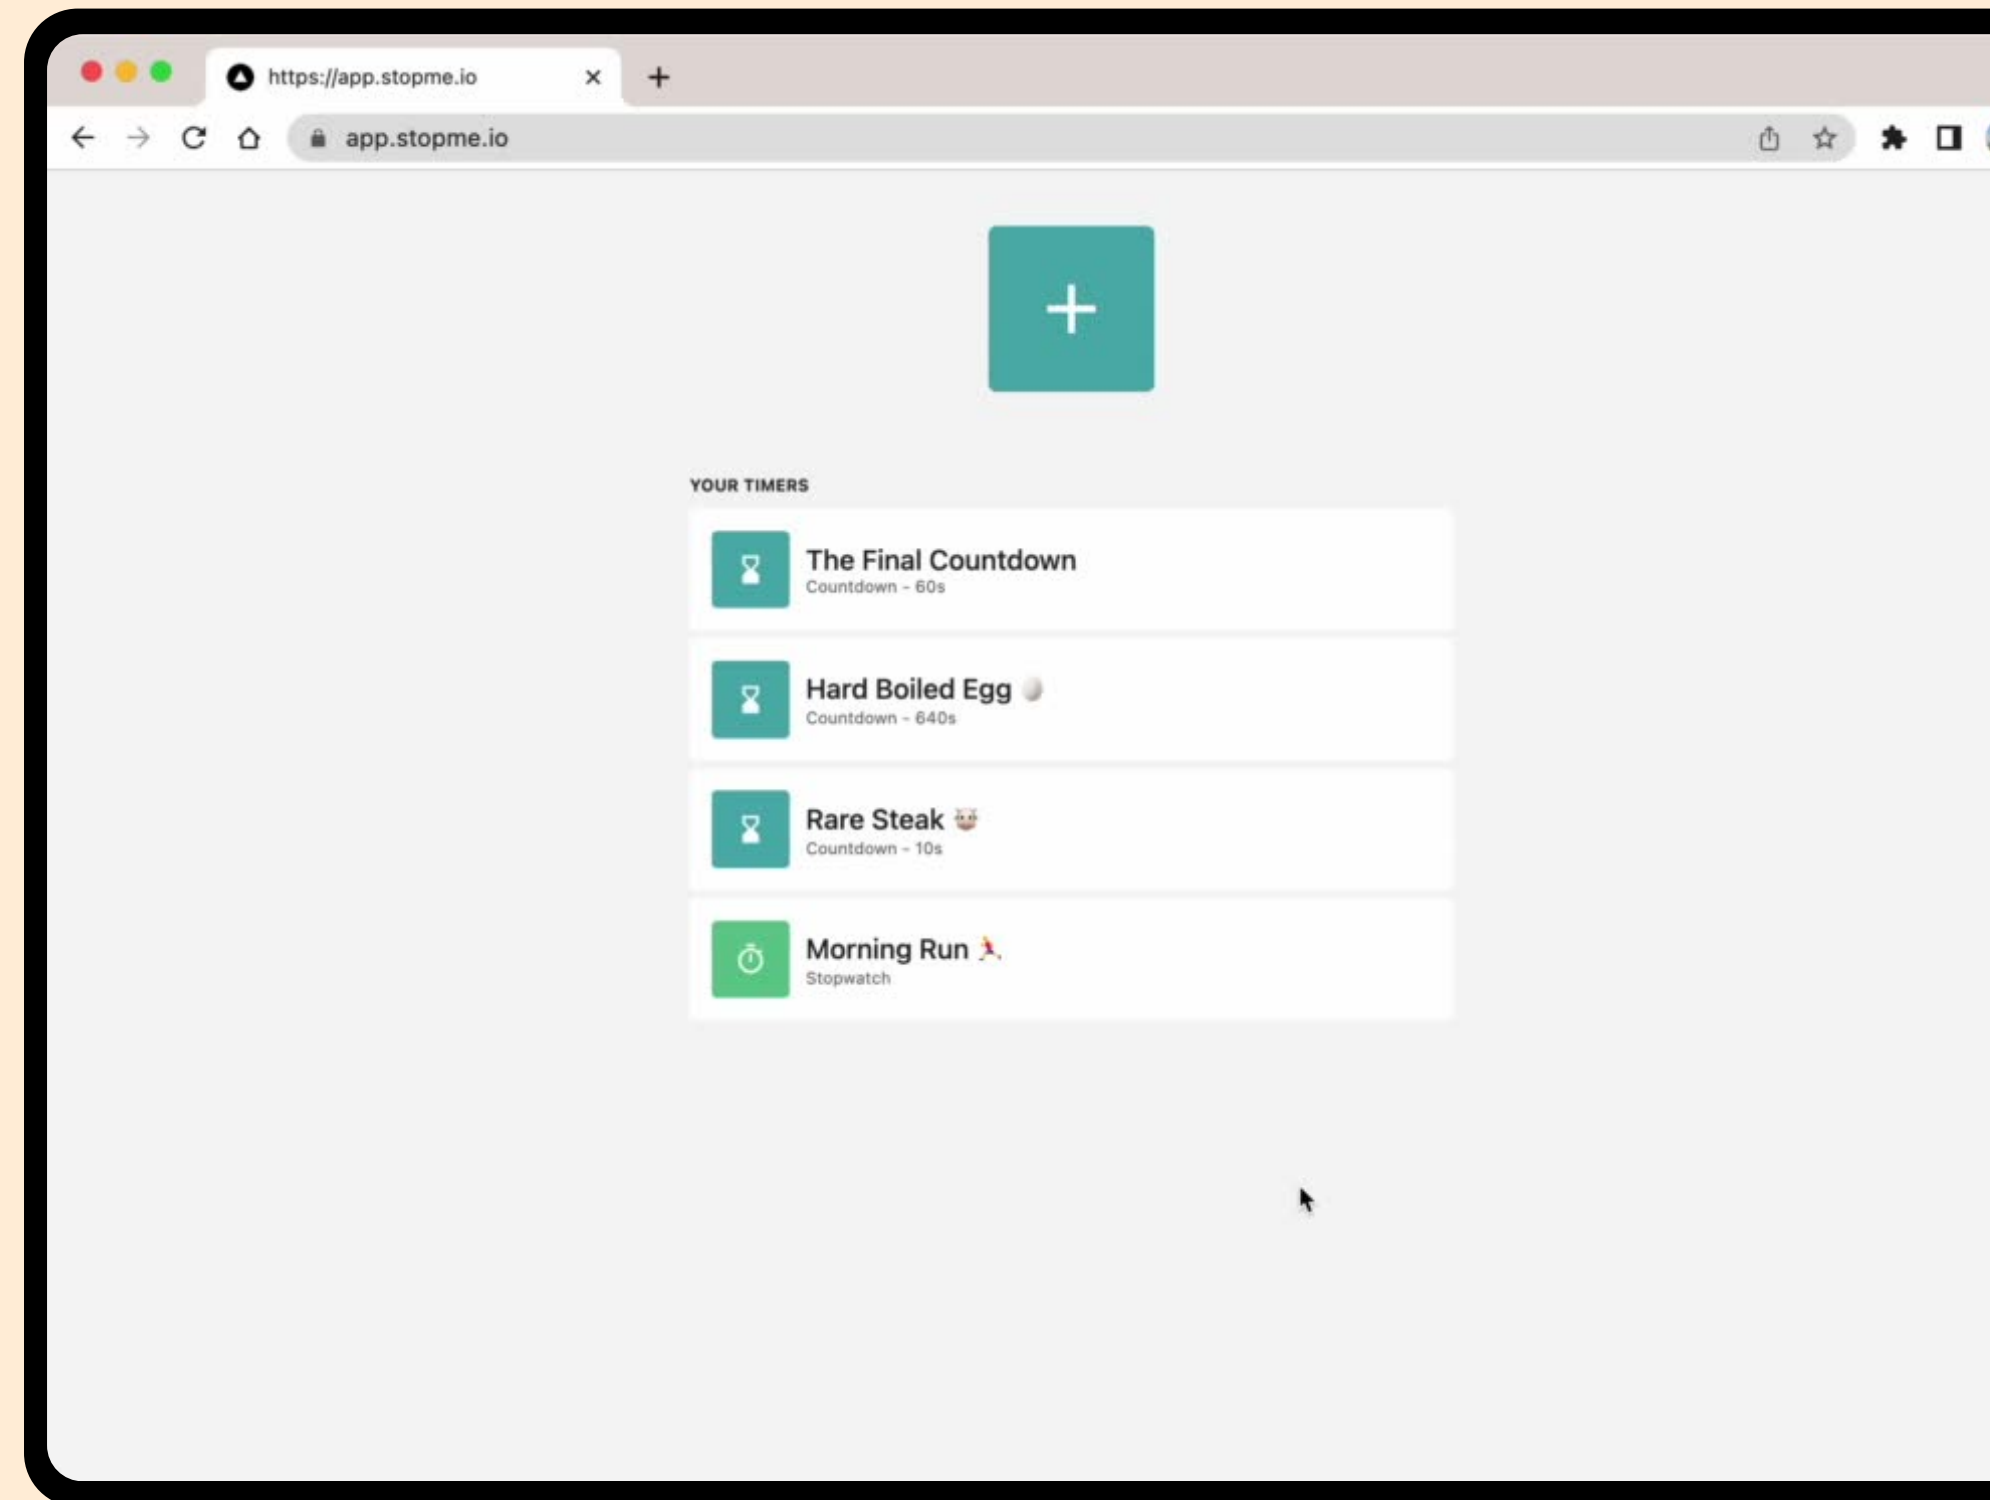 https://app.stopme.io
app.stopme.io
YOUR TIMERS
The Final Countdown
Countdown - 60s
Hard Boiled Egg 🥚
Countdown - 640s
Rare Steak 🐮
Countdown - 10s
Morning Run 🏃
Stopwatch